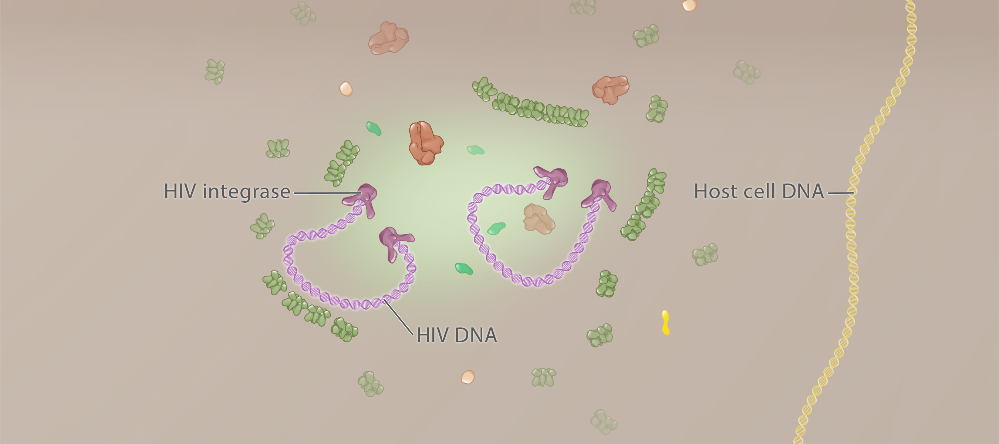 HIV integrase
Host cell DNA
HIV DNA